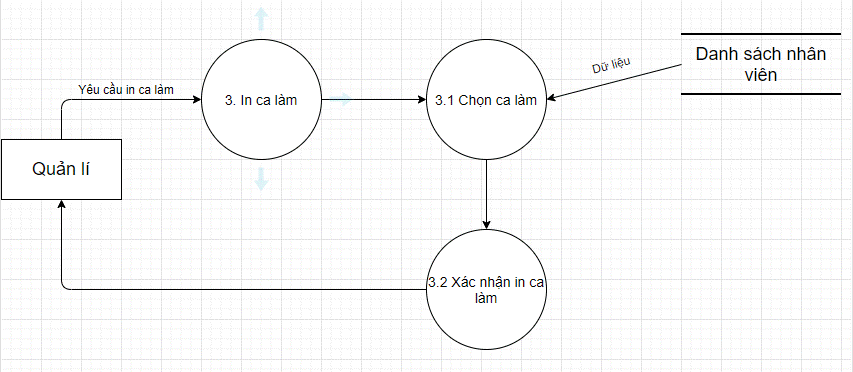 Yêu cầu in ca làm
3. In ca làm
3.1 Chọn ca làm
Dữ liệu
Danh sách nhân
viên
Quản lí
3.2 Xác nhận in ca
làm